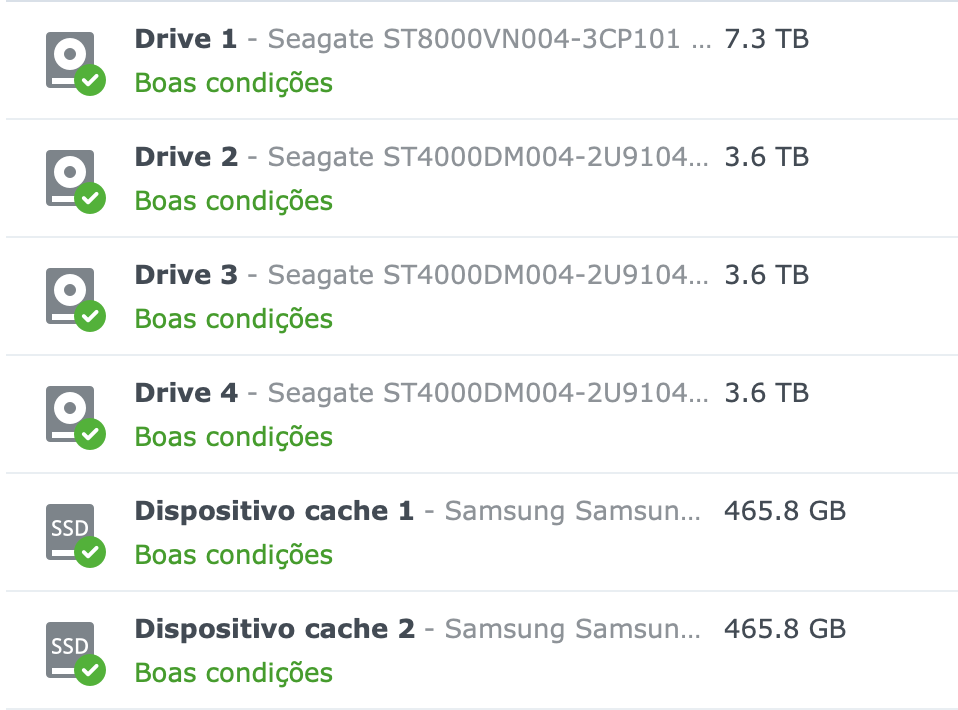 Drive 1 - Seagate ST8000VN004-3CP101 ... 7.3 TB
Boas condições
Drive 2 - Seagate ST4000DM004-2U9104... 3.6 TB
Boas condições
Drive 3 - Seagate ST4000DM004-2U9104... 3.6 TB
Boas condições
Drive 4 - Seagate ST4000DM004-2U9104... 3.6 TB
Boas condições
SSD Dispositivo cache 1 - Samsung Samsun... 465.8 GB
Boas condições
SSD Dispositivo cache 2 - Samsung Samsun... 465.8 GB
Boas condições